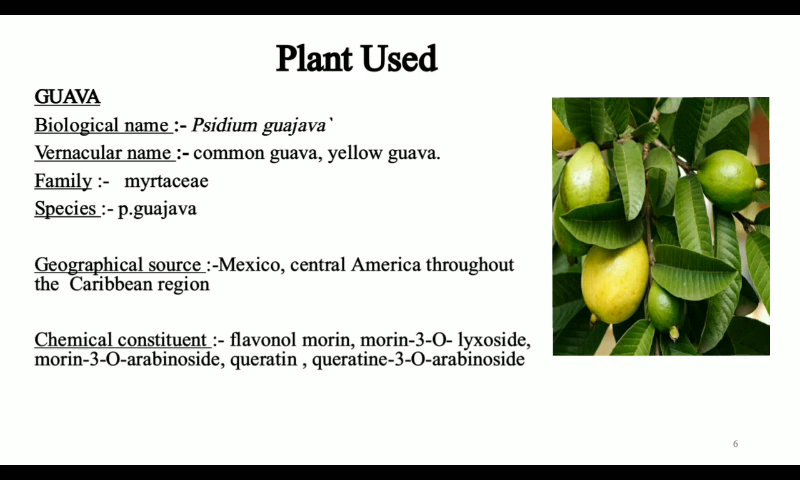 Plant Used
GUAVA
Biological name :- Psidium guajava`
Vernacular name :- common guava, yellow guava.
Family :- myrtaceae
Species :- p.guajava
Geographical source :-Mexico, central America throughout
the Caribbean region
Chemical constituent :- flavonol morin, morin-3-O- lyxoside,
morin-3-O-arabinoside, queratin , queratine-3-O-arabinoside
6